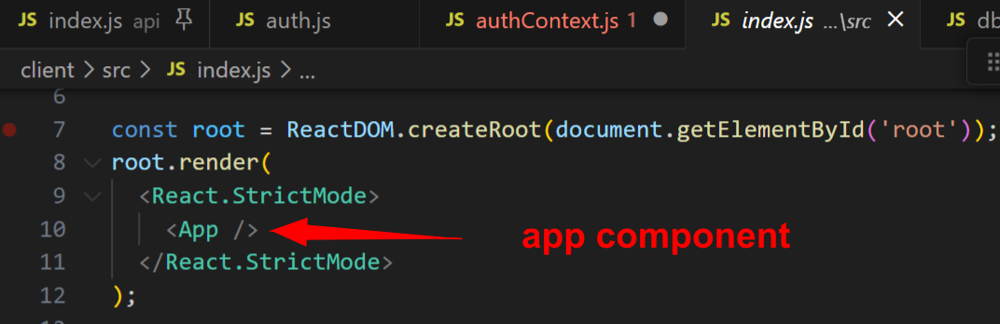 JS index.js api JS auth.js JS authContext.js 1 JS index.js ...\src JS db
client > src > JS index.js > ...
6
7 const root = ReactDOM.createRoot(document.getElementById('root'));
8 root.render(
9 <React.StrictMode>
10 <App /> app component
11 </React.StrictMode>
12 );